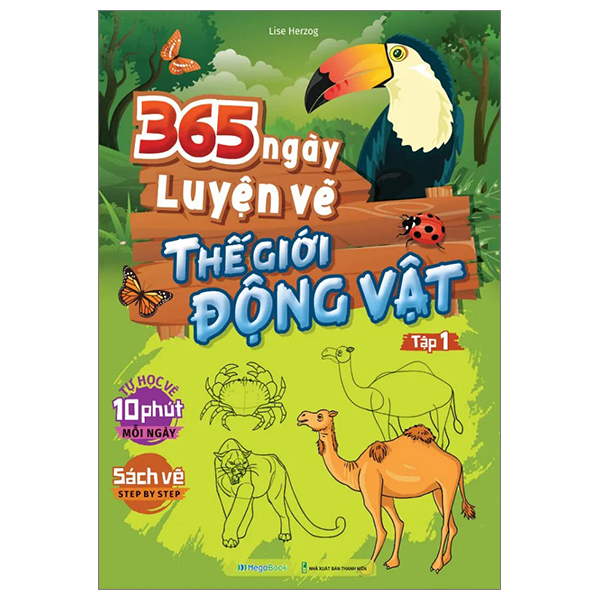 Lise Herzog
365 ngày
Luyện vẽ
THẾ GIỚI
ĐỘNG VẬT
Tập 1
TỰ HỌC VẼ
10 phút
MỖI NGÀY
Sách vẽ
STEP BY STEP
MegaBook
NHÀ XUẤT BẢN THANH NIÊN